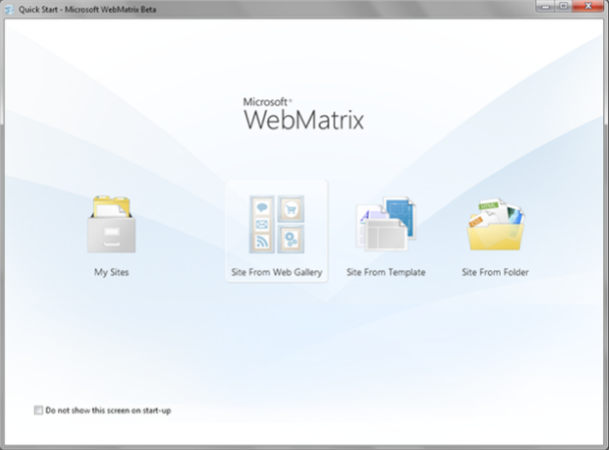 Quick Start - Microsoft WebMatrix Beta
Microsoft®
WebMatrix
My Sites
Site From Web Gallery
Site From Template
Site From Folder
Do not show this screen on start-up